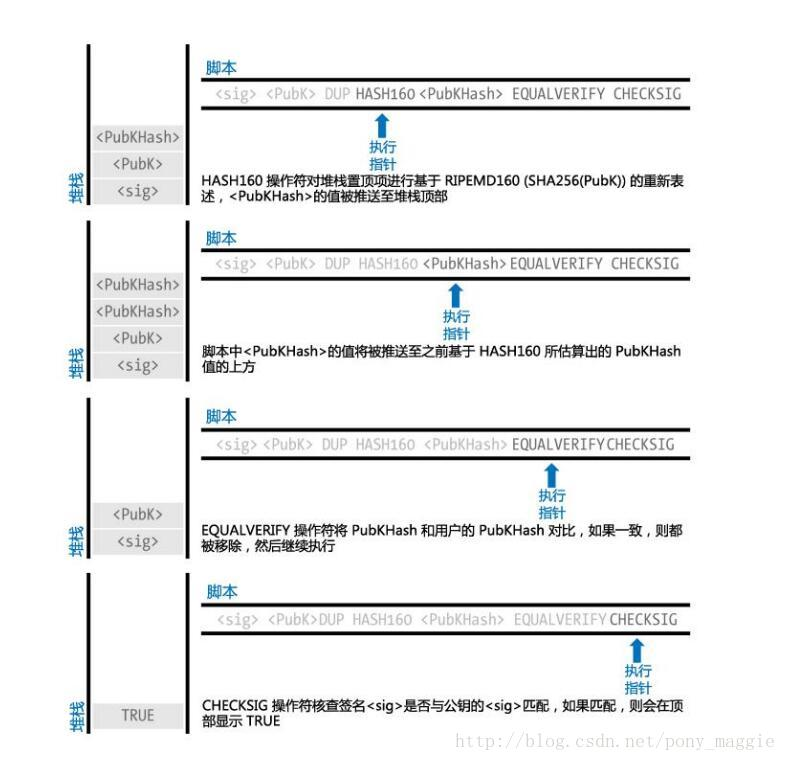 脚本
<sig> <PubK> DUP HASH160 <PubKHash> EQUALVERIFY CHECKSIG
执行
指针
<PubKHash>
<PubK>
<sig>
堆栈
HASH160 操作符对堆栈置顶项进行基于 RIPEMD160 (SHA256(PubK)) 的重新表
述，<PubKHash>的值被推送至堆栈顶部
脚本
<sig> <PubK> DUP HASH160 <PubKHash> EQUALVERIFY CHECKSIG
执行
指针
<PubKHash>
<PubKHash>
<PubK>
<sig>
堆栈
脚本中<PubKHash>的值将被推送至之前基于 HASH160 所估算出的 PubKHash
值的上方
脚本
<sig> <PubK> DUP HASH160 <PubKHash> EQUALVERIFY CHECKSIG
执行
指针
<PubK>
<sig>
堆栈
EQUALVERIFY 操作符将 PubKHash 和用户的 PubKHash 对比，如果一致，则都
被移除，然后继续执行
脚本
<sig> <PubK>DUP HASH160 <PubKHash> EQUALVERIFY CHECKSIG
执行
指针
TRUE
堆栈
CHECKSIG 操作符核查签名<sig>是否与公钥的<sig>匹配，如果匹配，则会在顶
部显示 TRUE
http://blog.csdn.net/pony_maggie